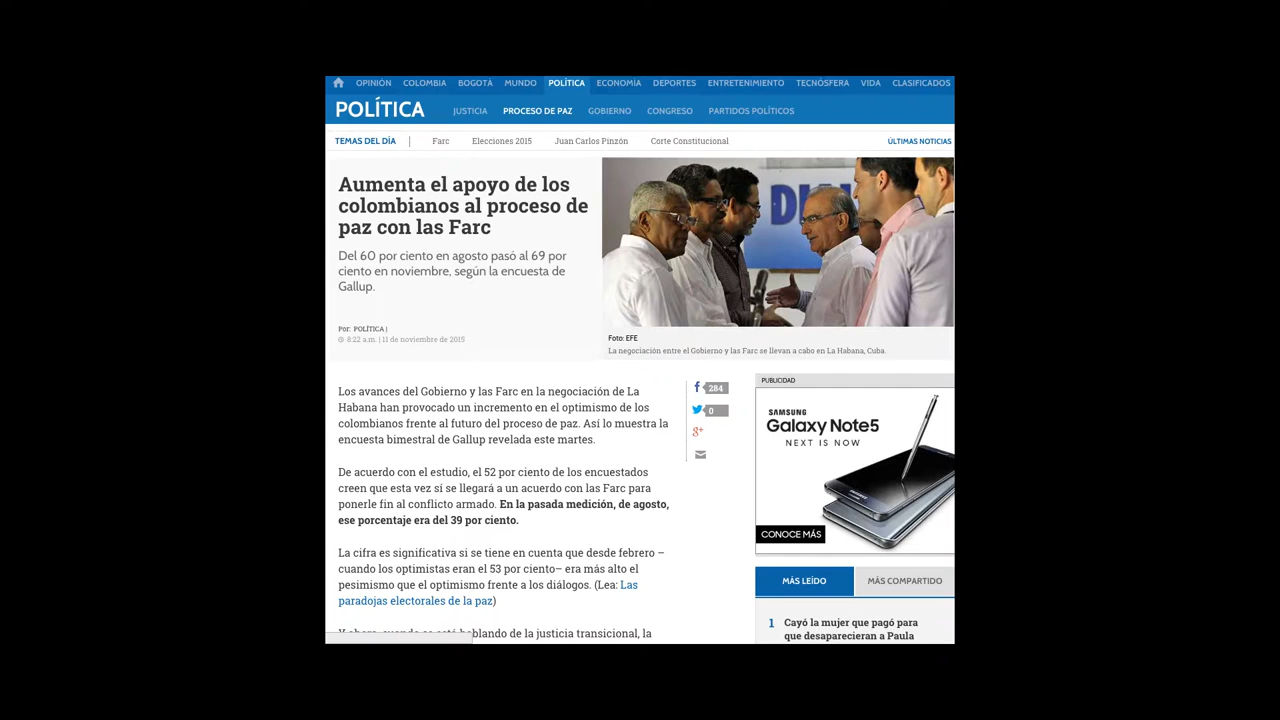 OPINIÓN COLOMBIA BOGOTÁ MUNDO POLÍTICA ECONOMIA DEPORTES ENTRETENIMIENTO TECNÓSFERA VIDA CLASIFICADOS
POLÍTICA JUSTICIA PROCESO DE PAZ GOBIERNO CONGRESO PARTIDOS POLÍTICOS
TEMAS DEL DÍA Farc Elecciones 2015 Juan Carlos Pinzón Corte Constitucional ÚLTIMAS NOTICIAS
Aumenta el apoyo de los
colombianos al proceso de
paz con las Farc
Del 60 por ciento en agosto pasó al 69 por
ciento en noviembre, según la encuesta de
Gallup.
Por: POLÍTICA |
8:22 a.m. | 11 de noviembre de 2015
Foto: EFE
La negociación entre el Gobierno y las Farc se llevan a cabo en La Habana, Cuba.
Los avances del Gobierno y las Farc en la negociación de La
Habana han provocado un incremento en el optimismo de los
colombianos frente al futuro del proceso de paz. Así lo muestra la
encuesta bimestral de Gallup revelada este martes.
De acuerdo con el estudio, el 52 por ciento de los encuestados
creen que esta vez sí se llegará a un acuerdo con las Farc para
ponerle fin al conflicto armado. En la pasada medición, de agosto,
ese porcentaje era del 39 por ciento.
La cifra es significativa si se tiene en cuenta que desde febrero –
cuando los optimistas eran el 53 por ciento– era más alto el
pesimismo que el optimismo frente a los diálogos. (Lea: Las
paradojas electorales de la paz)
hablando de la justicia transicional, la
284
0
g+
PUBLICIDAD
SAMSUNG
Galaxy Note5
NEXT IS NOW
CONOCE MÁS
MÁS LEÍDO MÁS COMPARTIDO
1 Cayó la mujer que pagó para
que desaparecieran a Paula